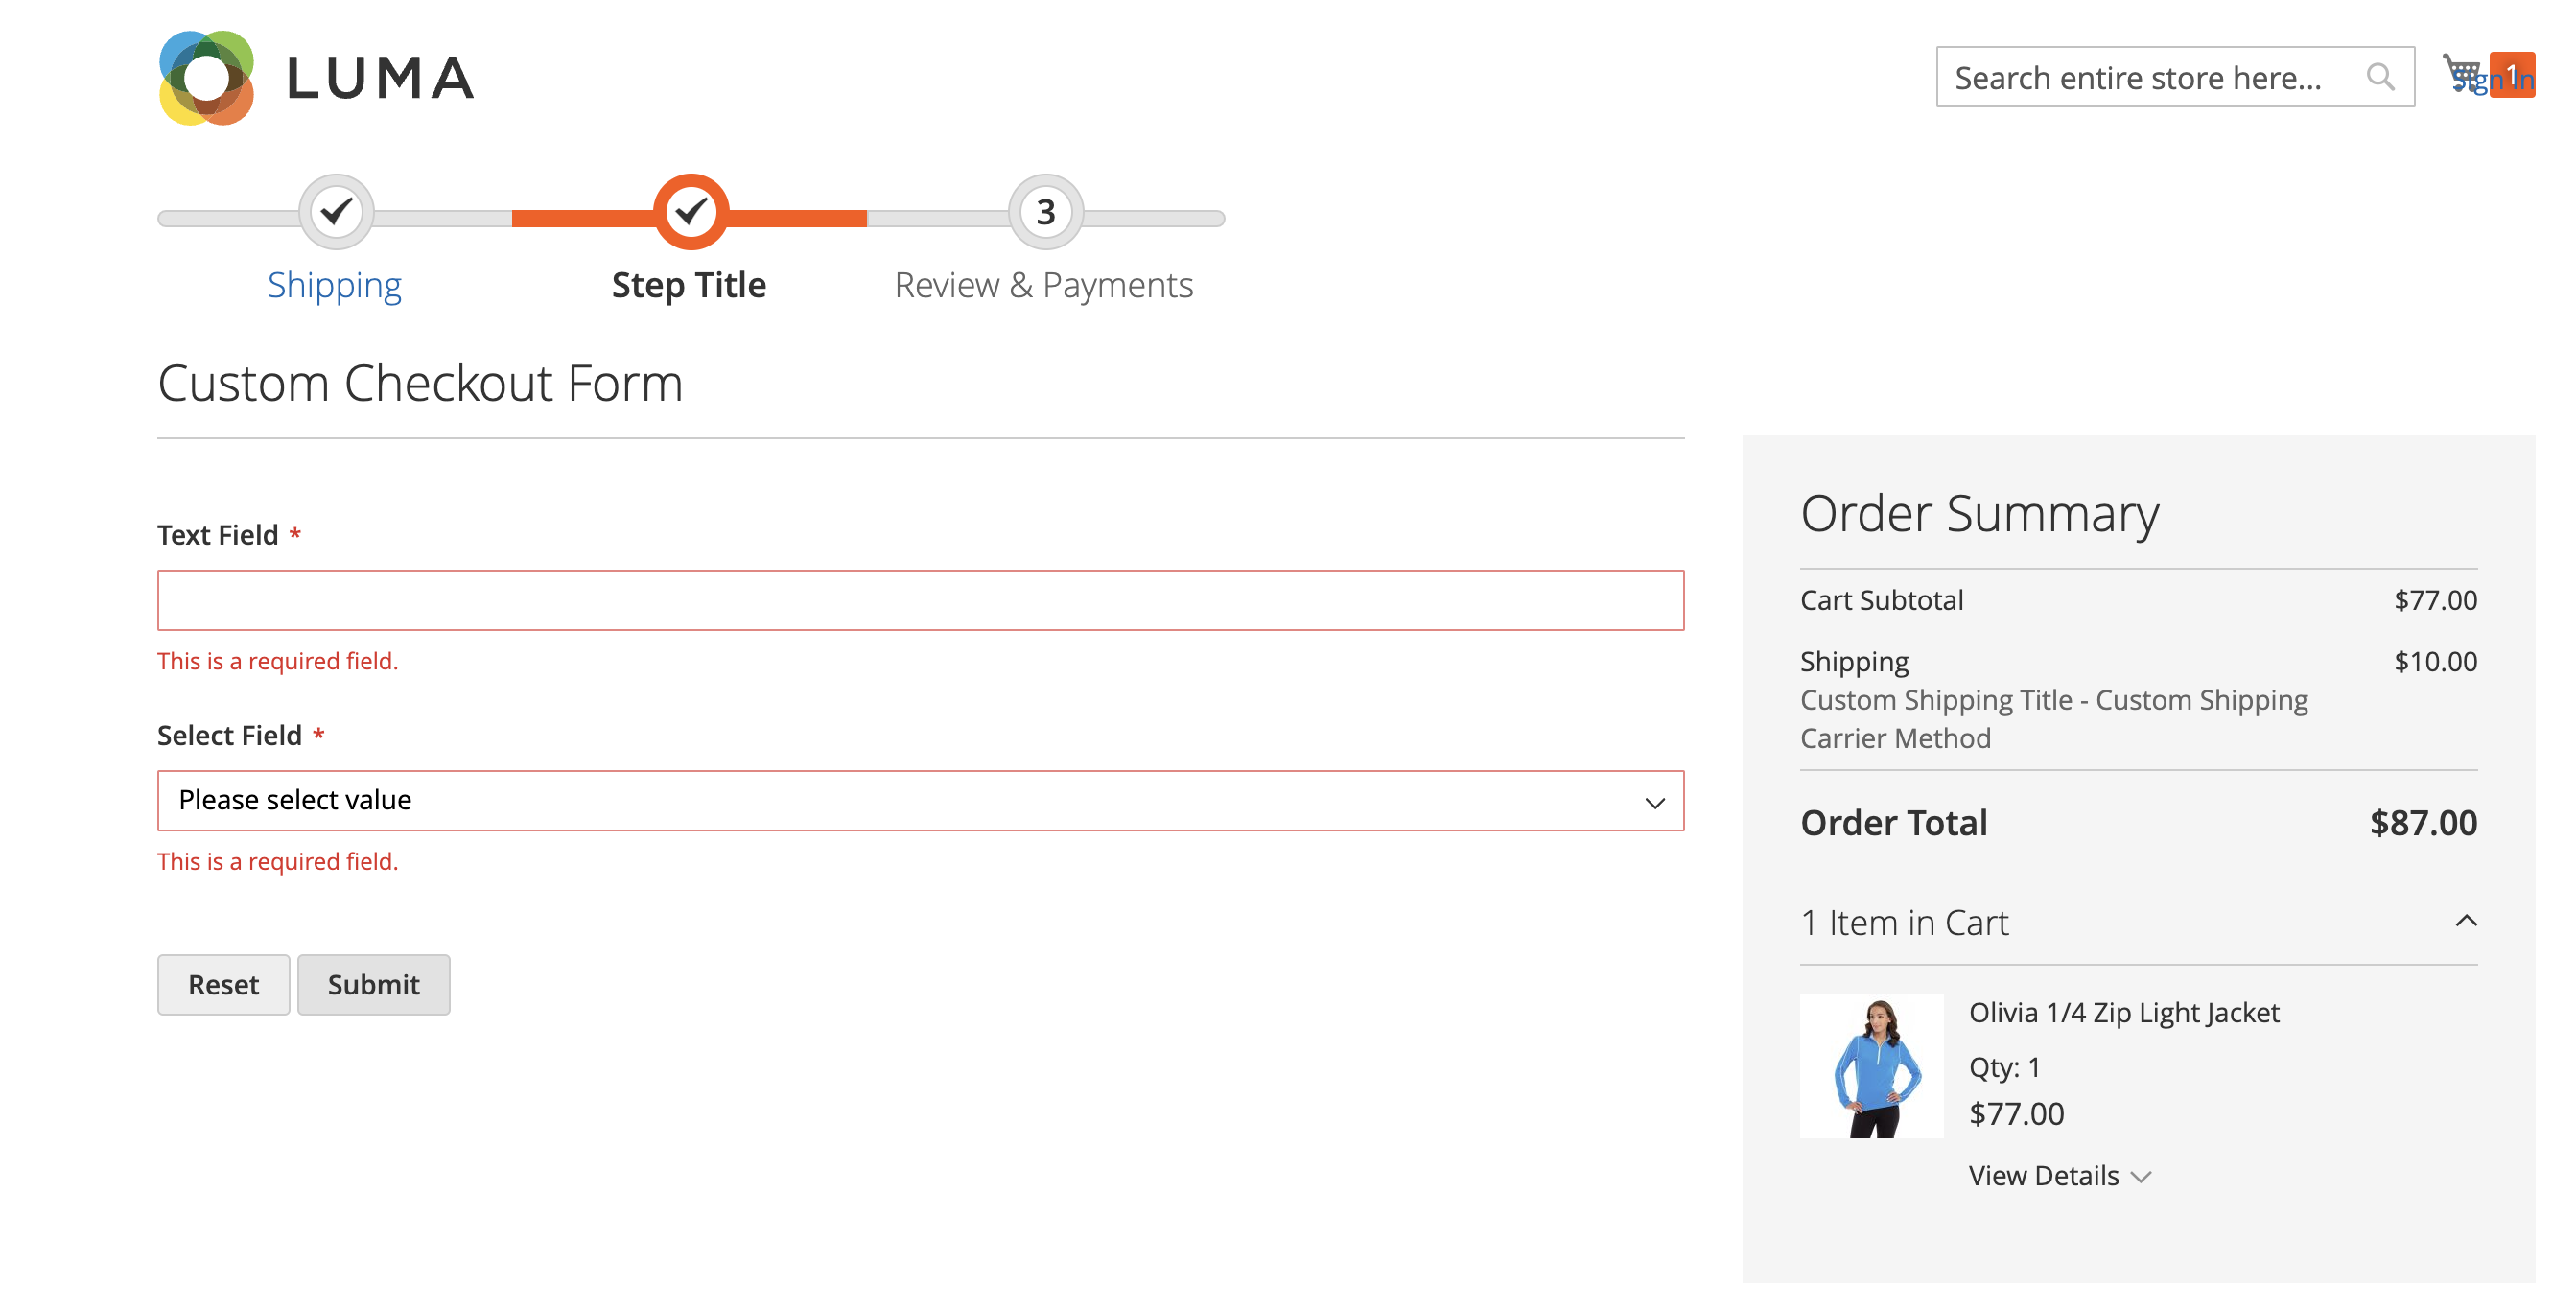 LUMA
Search entire store here...
1
Sign In
3
Shipping
Step Title
Review & Payments
Custom Checkout Form
Text Field *
This is a required field.
Select Field *
Please select value
This is a required field.
Reset
Submit
Order Summary
Cart Subtotal $77.00
Shipping $10.00
Custom Shipping Title - Custom Shipping
Carrier Method
Order Total $87.00
1 Item in Cart
Olivia 1/4 Zip Light Jacket
Qty: 1
$77.00
View Details